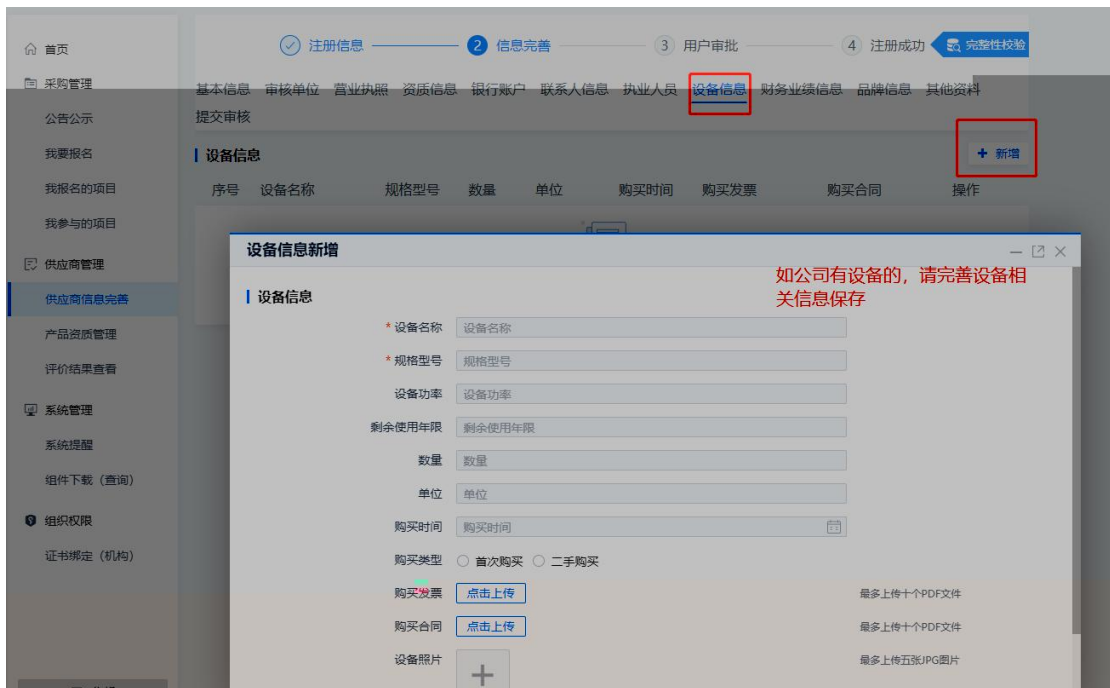 首页
注册信息
2 信息完善
3 用户审批
4 注册成功
完整性校验
采购管理
基本信息 审核单位 营业执照 资质信息 银行账户 联系人信息 执业人员 设备信息 财务业绩信息 品牌信息 其他资料
提交审核
公告公示
我要报名
设备信息
+ 新增
我报名的项目
序号 设备名称 规格型号 数量 单位 购买时间 购买发票 购买合同 操作
我参与的项目
供应商管理
供应商信息完善
产品资质管理
评价结果查看
系统管理
系统提醒
组件下载（查询）
组织权限
证书绑定（机构）
设备信息新增
如公司有设备的，请完善设备相
关信息保存
设备信息
* 设备名称 设备名称
* 规格型号 规格型号
设备功率 设备功率
剩余使用年限 剩余使用年限
数量 数量
单位 单位
购买时间 购买时间
购买类型 首次购买 二手购买
购买发票 点击上传 最多上传十个PDF文件
购买合同 点击上传 最多上传十个PDF文件
设备照片 最多上传五张JPG图片